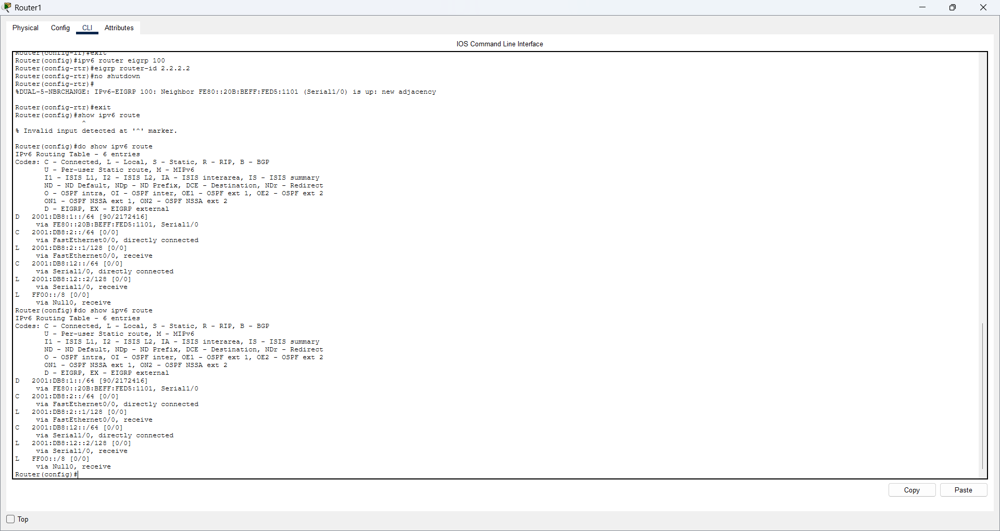 Router1
Physical Config CLI Attributes
IOS Command Line Interface
Router(config-if)#exit
Router(config)#ipv6 router eigrp 100
Router(config-rtr)#eigrp router-id 2.2.2.2
Router(config-rtr)#no shutdown
Router(config-rtr)#
%DUAL-5-NBRCHANGE: IPv6-EIGRP 100: Neighbor FE80::20B:BEFF:FED5:1101 (Serial1/0) is up: new adjacency
Router(config-rtr)#exit
Router(config)#show ipv6 route
^
% Invalid input detected at '^' marker.
Router(config)#do show ipv6 route
IPv6 Routing Table - 6 entries
Codes: C - Connected, L - Local, S - Static, R - RIP, B - BGP
U - Per-user Static route, M - MIPv6
I1 - ISIS L1, I2 - ISIS L2, IA - ISIS interarea, IS - ISIS summary
ND - ND Default, NDp - ND Prefix, DCE - Destination, NDr - Redirect
O - OSPF intra, OI - OSPF inter, OE1 - OSPF ext 1, OE2 - OSPF ext 2
ON1 - OSPF NSSA ext 1, ON2 - OSPF NSSA ext 2
D - EIGRP, EX - EIGRP external
D 2001:DB8:1::/64 [90/2172416]
via FE80::20B:BEFF:FED5:1101, Serial1/0
C 2001:DB8:2::/64 [0/0]
via FastEthernet0/0, directly connected
L 2001:DB8:2::1/128 [0/0]
via FastEthernet0/0, receive
C 2001:DB8:12::/64 [0/0]
via Serial1/0, directly connected
L 2001:DB8:12::2/128 [0/0]
via Serial1/0, receive
L FF00::/8 [0/0]
via Null0, receive
Router(config)#do show ipv6 route
IPv6 Routing Table - 6 entries
Codes: C - Connected, L - Local, S - Static, R - RIP, B - BGP
U - Per-user Static route, M - MIPv6
I1 - ISIS L1, I2 - ISIS L2, IA - ISIS interarea, IS - ISIS summary
ND - ND Default, NDp - ND Prefix, DCE - Destination, NDr - Redirect
O - OSPF intra, OI - OSPF inter, OE1 - OSPF ext 1, OE2 - OSPF ext 2
ON1 - OSPF NSSA ext 1, ON2 - OSPF NSSA ext 2
D - EIGRP, EX - EIGRP external
D 2001:DB8:1::/64 [90/2172416]
via FE80::20B:BEFF:FED5:1101, Serial1/0
C 2001:DB8:2::/64 [0/0]
via FastEthernet0/0, directly connected
L 2001:DB8:2::1/128 [0/0]
via FastEthernet0/0, receive
C 2001:DB8:12::/64 [0/0]
via Serial1/0, directly connected
L 2001:DB8:12::2/128 [0/0]
via Serial1/0, receive
L FF00::/8 [0/0]
via Null0, receive
Router(config)#
Copy Paste
Top